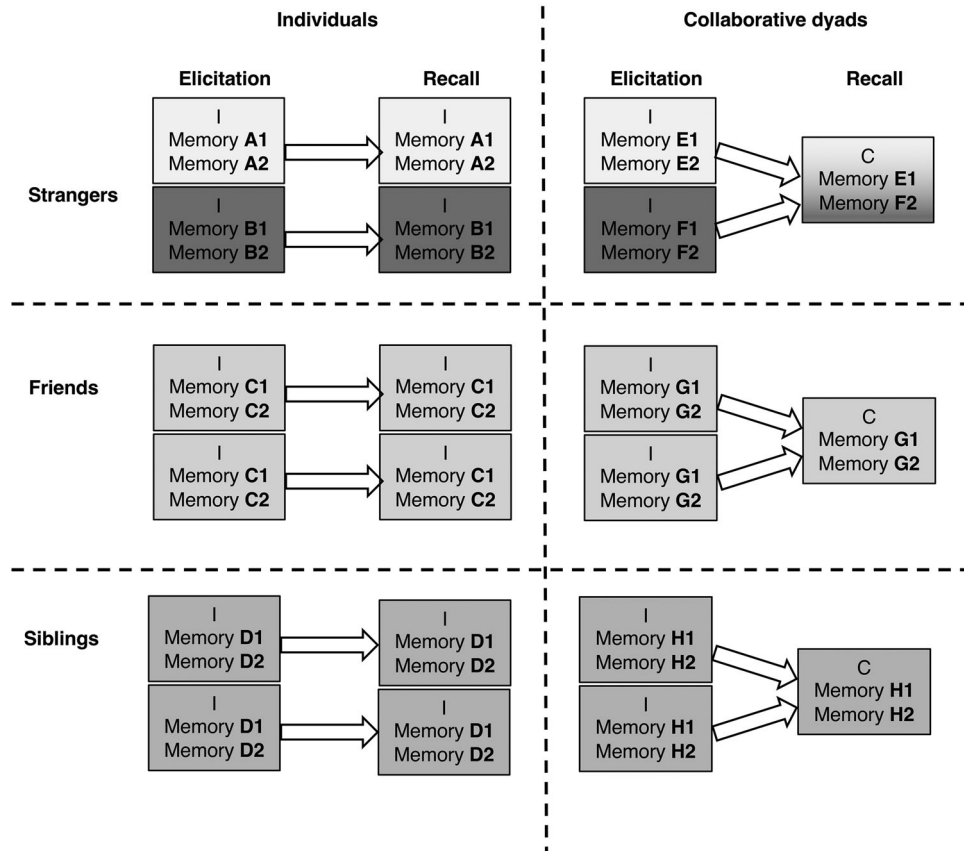 Individuals
Collaborative dyads
Elicitation
Recall
Elicitation
Recall
Strangers
I
Memory A1
Memory A2
I
Memory A1
Memory A2
I
Memory B1
Memory B2
I
Memory B1
Memory B2
I
Memory E1
Memory E2
I
Memory F1
Memory F2
C
Memory E1
Memory F2
Friends
I
Memory C1
Memory C2
I
Memory C1
Memory C2
I
Memory C1
Memory C2
I
Memory C1
Memory C2
I
Memory G1
Memory G2
I
Memory G1
Memory G2
C
Memory G1
Memory G2
Siblings
I
Memory D1
Memory D2
I
Memory D1
Memory D2
I
Memory D1
Memory D2
I
Memory D1
Memory D2
I
Memory H1
Memory H2
I
Memory H1
Memory H2
C
Memory H1
Memory H2